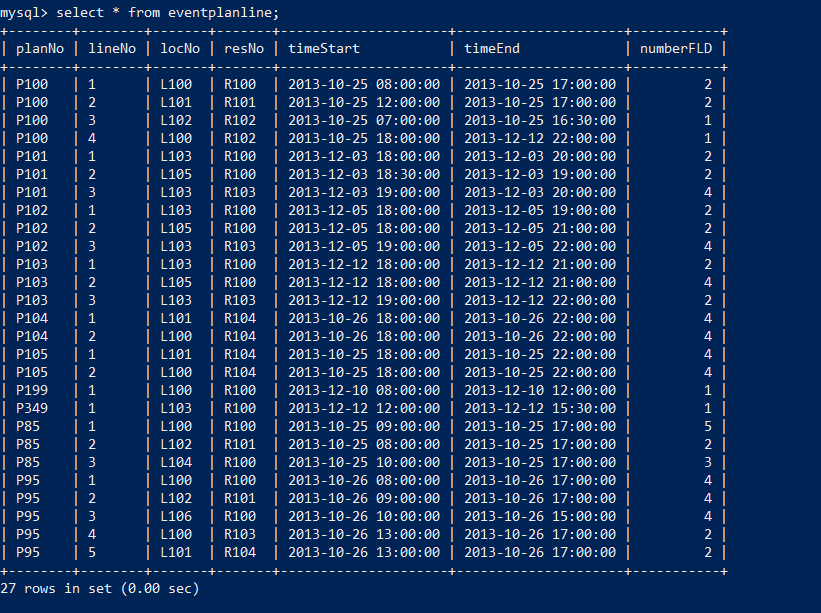 mysql> select * from eventplanline;
+--------+--------+-------+-------+---------------------+---------------------+-----------+
| planNo | lineNo | locNo | resNo | timeStart           | timeEnd             | numberFLD |
+--------+--------+-------+-------+---------------------+---------------------+-----------+
| P100   | 1      | L100  | R100  | 2013-10-25 08:00:00 | 2013-10-25 17:00:00 |         2 |
| P100   | 2      | L101  | R101  | 2013-10-25 12:00:00 | 2013-10-25 17:00:00 |         2 |
| P100   | 3      | L102  | R102  | 2013-10-25 07:00:00 | 2013-10-25 16:30:00 |         1 |
| P100   | 4      | L100  | R102  | 2013-10-25 18:00:00 | 2013-12-12 22:00:00 |         1 |
| P101   | 1      | L103  | R100  | 2013-12-03 18:00:00 | 2013-12-03 20:00:00 |         2 |
| P101   | 2      | L105  | R100  | 2013-12-03 18:30:00 | 2013-12-03 19:00:00 |         2 |
| P101   | 3      | L103  | R103  | 2013-12-03 19:00:00 | 2013-12-03 20:00:00 |         4 |
| P102   | 1      | L103  | R100  | 2013-12-05 18:00:00 | 2013-12-05 19:00:00 |         2 |
| P102   | 2      | L105  | R100  | 2013-12-05 18:00:00 | 2013-12-05 21:00:00 |         2 |
| P102   | 3      | L103  | R103  | 2013-12-05 19:00:00 | 2013-12-05 22:00:00 |         4 |
| P103   | 1      | L103  | R100  | 2013-12-12 18:00:00 | 2013-12-12 21:00:00 |         2 |
| P103   | 2      | L105  | R100  | 2013-12-12 18:00:00 | 2013-12-12 21:00:00 |         4 |
| P103   | 3      | L103  | R103  | 2013-12-12 19:00:00 | 2013-12-12 22:00:00 |         2 |
| P104   | 1      | L101  | R104  | 2013-10-26 18:00:00 | 2013-10-26 22:00:00 |         4 |
| P104   | 2      | L100  | R104  | 2013-10-26 18:00:00 | 2013-10-26 22:00:00 |         4 |
| P105   | 1      | L101  | R104  | 2013-10-25 18:00:00 | 2013-10-25 22:00:00 |         4 |
| P105   | 2      | L100  | R104  | 2013-10-25 18:00:00 | 2013-10-25 22:00:00 |         4 |
| P199   | 1      | L100  | R100  | 2013-12-10 08:00:00 | 2013-12-10 12:00:00 |         1 |
| P349   | 1      | L103  | R100  | 2013-12-12 12:00:00 | 2013-12-12 15:30:00 |         1 |
| P85    | 1      | L100  | R100  | 2013-10-25 09:00:00 | 2013-10-25 17:00:00 |         5 |
| P85    | 2      | L102  | R101  | 2013-10-25 08:00:00 | 2013-10-25 17:00:00 |         2 |
| P85    | 3      | L104  | R100  | 2013-10-25 10:00:00 | 2013-10-25 17:00:00 |         3 |
| P95    | 1      | L100  | R100  | 2013-10-26 08:00:00 | 2013-10-26 17:00:00 |         4 |
| P95    | 2      | L102  | R101  | 2013-10-26 09:00:00 | 2013-10-26 17:00:00 |         4 |
| P95    | 3      | L106  | R100  | 2013-10-26 10:00:00 | 2013-10-26 15:00:00 |         4 |
| P95    | 4      | L100  | R103  | 2013-10-26 13:00:00 | 2013-10-26 17:00:00 |         2 |
| P95    | 5      | L101  | R104  | 2013-10-26 13:00:00 | 2013-10-26 17:00:00 |         2 |
+--------+--------+-------+-------+---------------------+---------------------+-----------+
27 rows in set (0.00 sec)